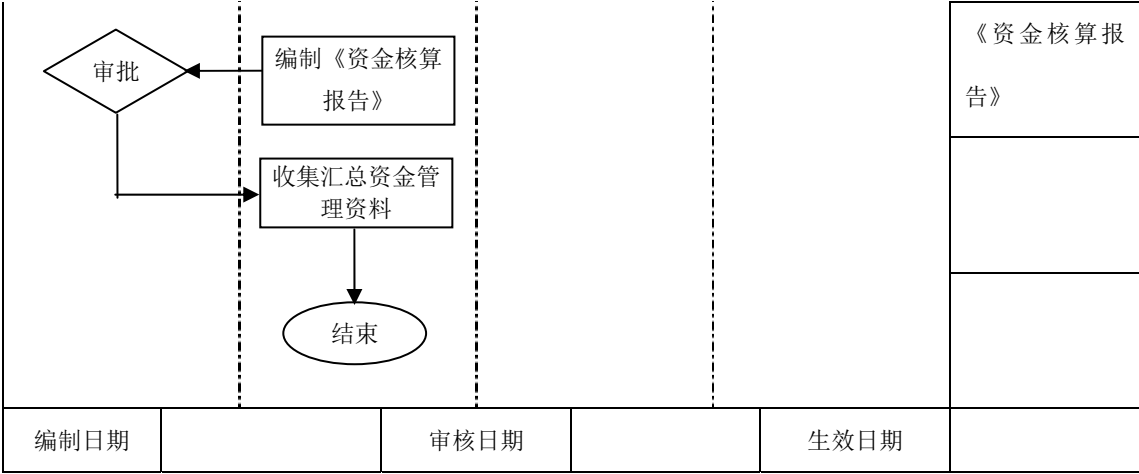 审批
编制《资金核算
报告》
《资金核算报
告》
收集汇总资金管
理资料
结束
编制日期
审核日期
生效日期